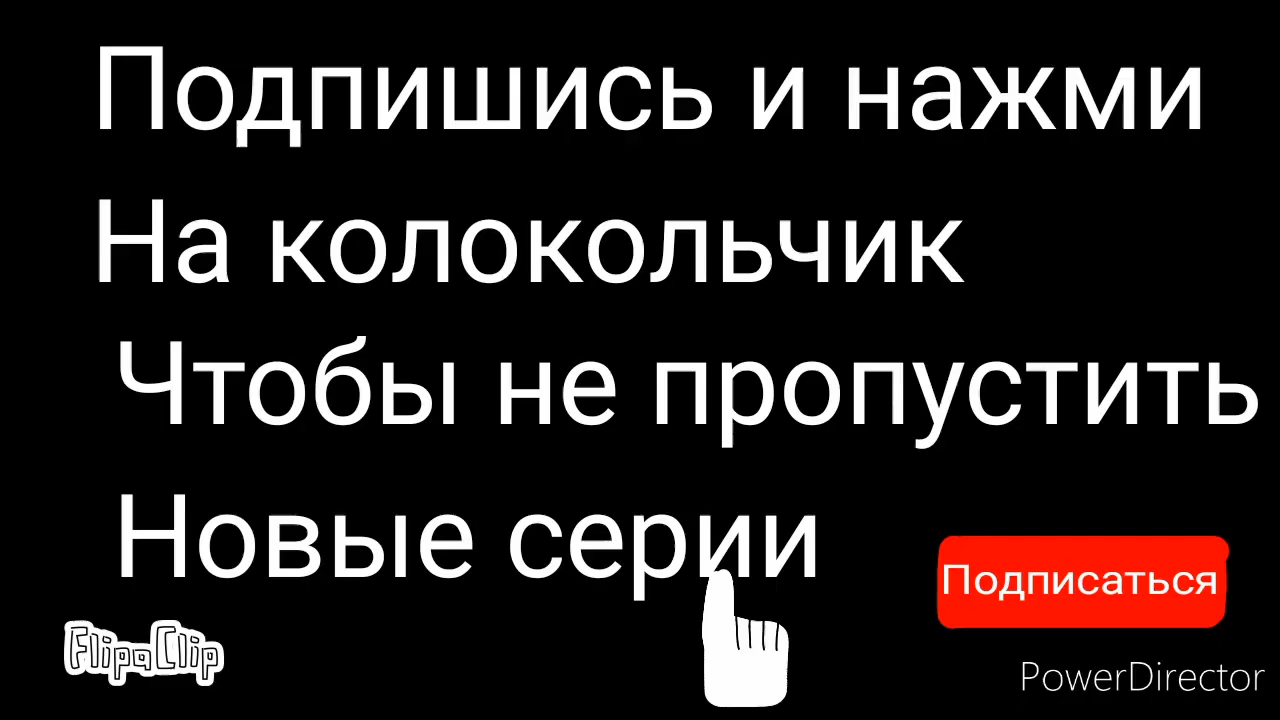 Подпишись и нажми
На колокольчик
Чтобы не пропустить
Новые серии
Подписаться
FlipaClip
PowerDirector